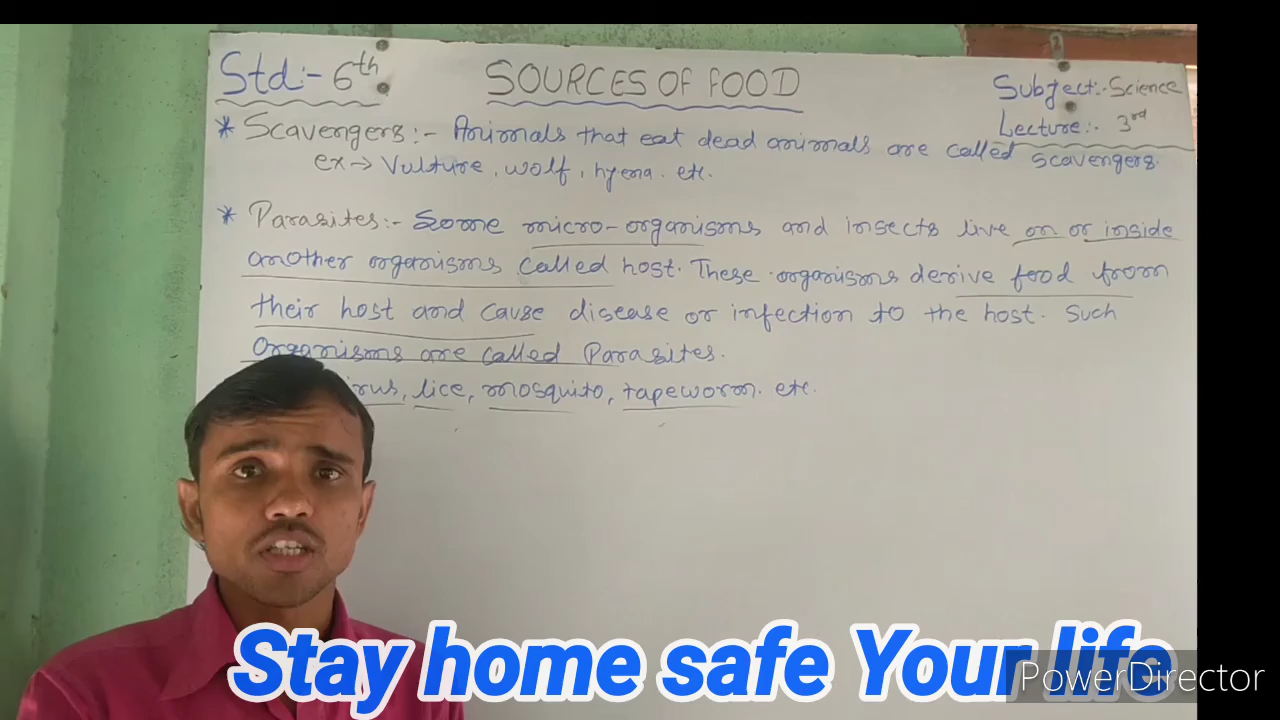 Std:- 6th
SOURCES OF FOOD
Subject:- Science
Lecture:- 3rd
* Scavengers:- Animals that eat dead animals are called scavengers.
ex→ Vulture, wolf, hyena. etc.
* Parasites:- Some micro-organisms and insects live on or inside
another organisms called host. These organisms derive food from
their host and cause disease or infection to the host. Such
organisms are called Parasites.
lice, mosquito, tapeworm. etc.
Stay home safe Your life
PowerDirector